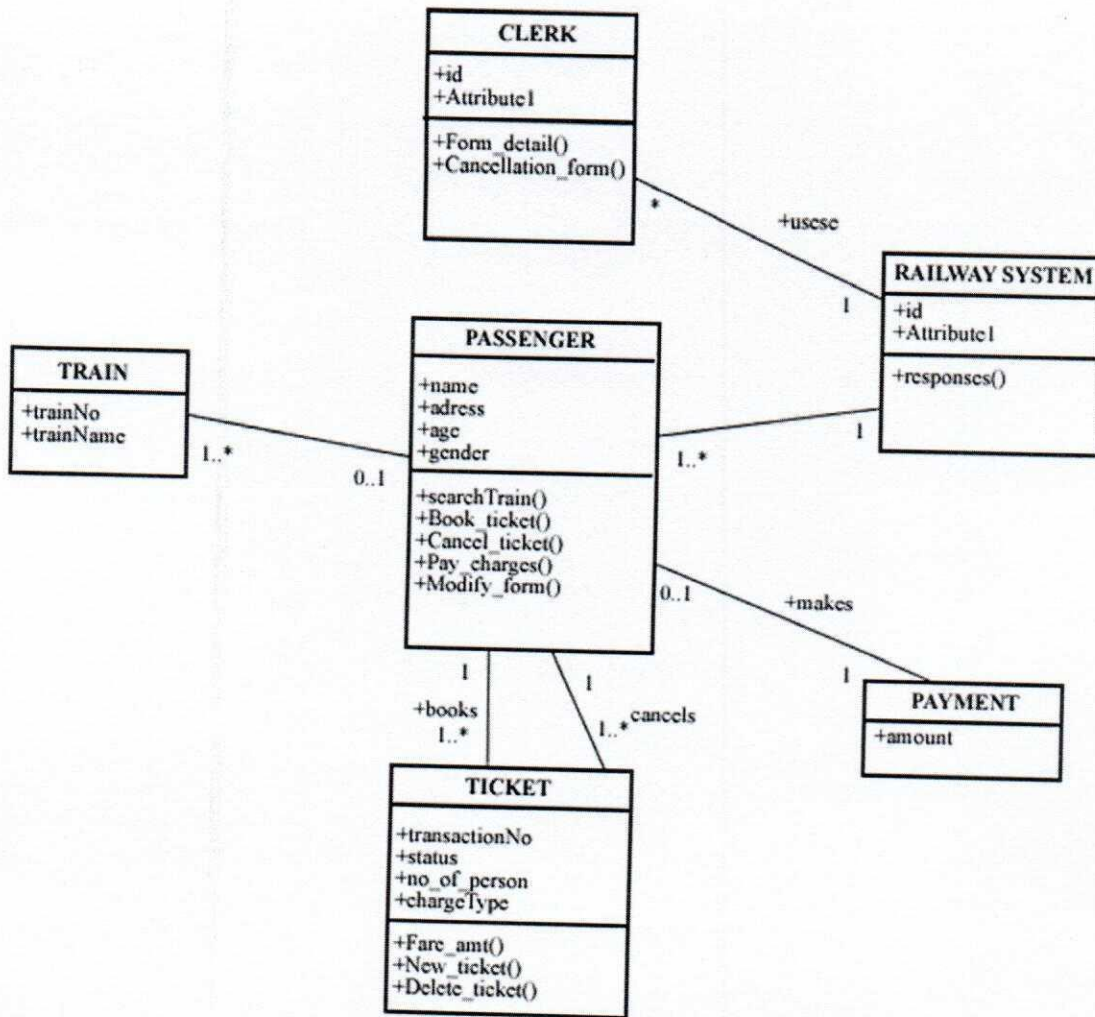 CLERK
+id
+Attribute1
+Form_detail()
+Cancellation_form()
*
+usese
1
RAILWAY SYSTEM
+id
+Attribute1
+responses()
1
TRAIN
+trainNo
+trainName
1..*
0..1
PASSENGER
+name
+adress
+age
+gender
+searchTrain()
+Book_ticket()
+Cancel_ticket()
+Pay_charges()
+Modify_form()
1..*
0..1
+makes
1
PAYMENT
+amount
1
+books
1..*
1
1..*
cancels
TICKET
+transactionNo
+status
+no_of_person
+chargeType
+Fare_amt()
+New_ticket()
+Delete_ticket()